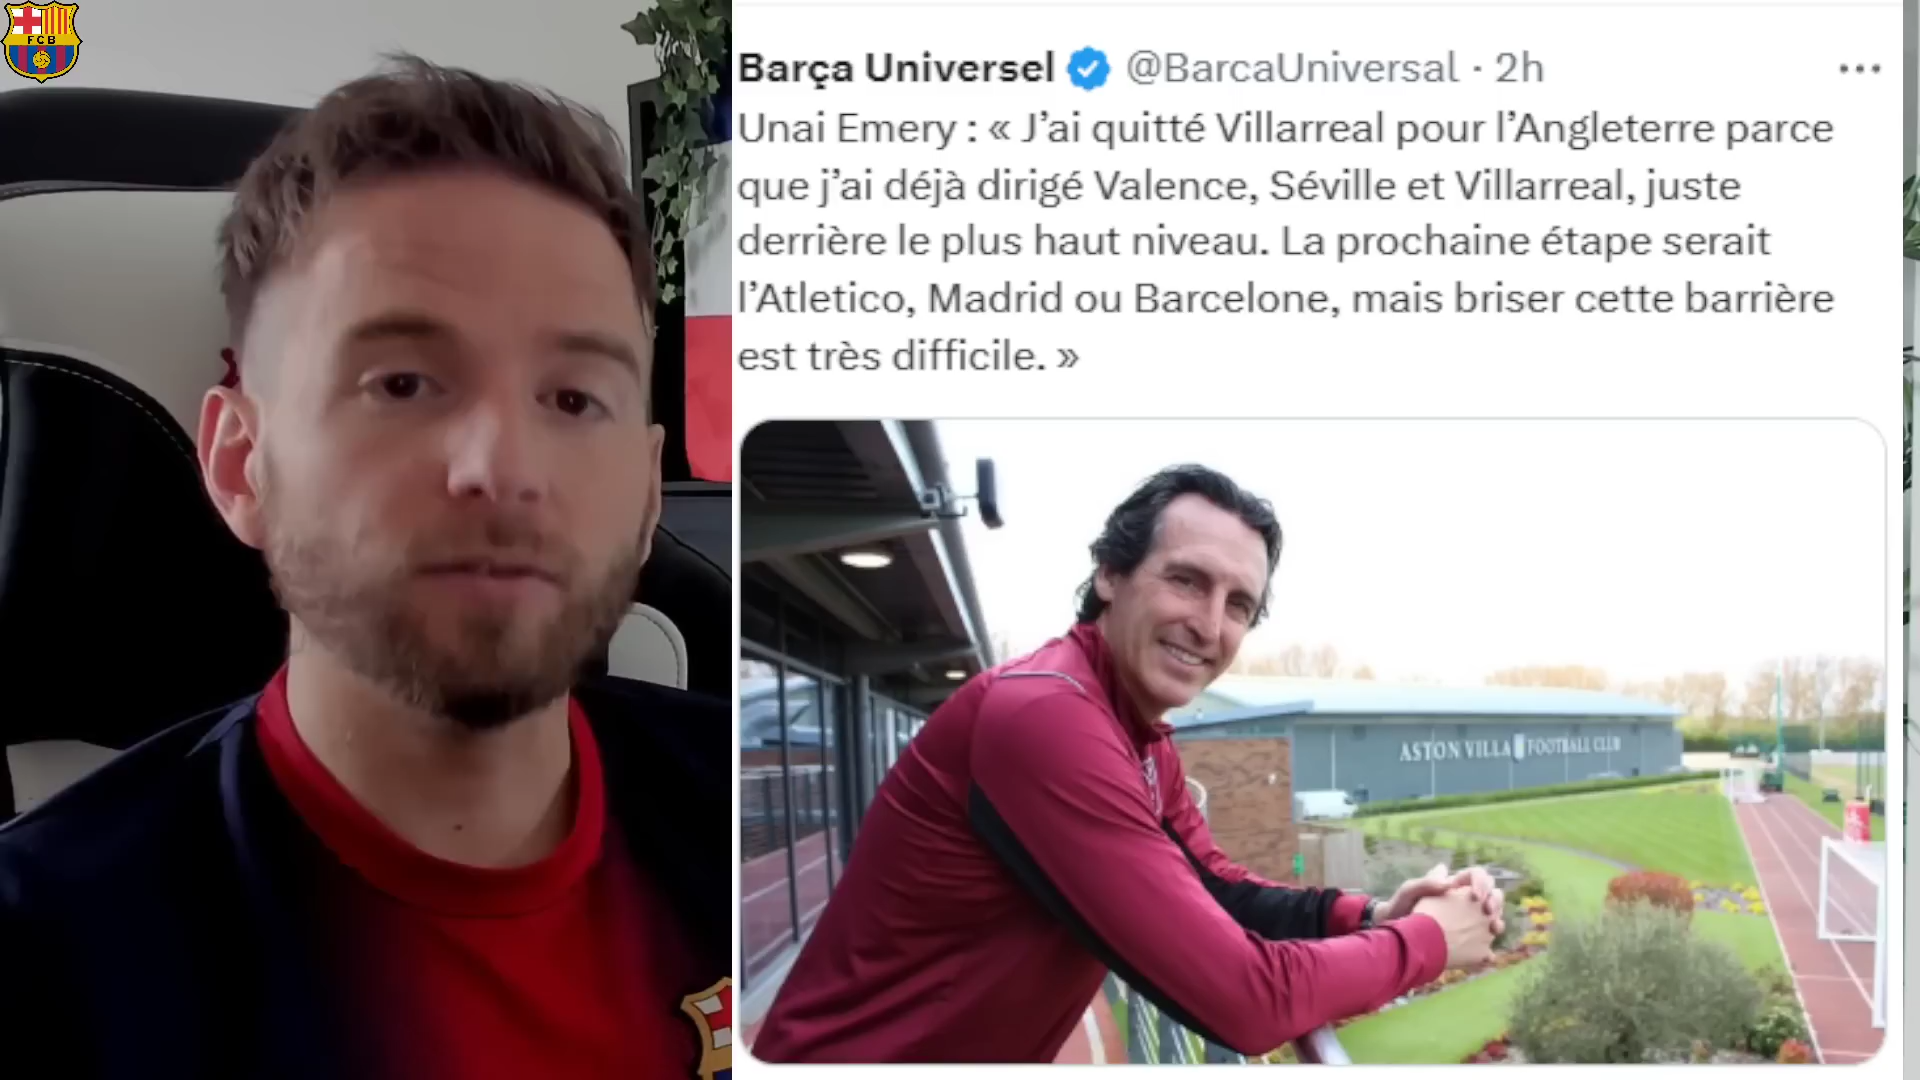 FCB
Barça Universel @BarcaUniversal · 2h
Unai Emery : « J’ai quitté Villarreal pour l’Angleterre parce
que j’ai déjà dirigé Valence, Séville et Villarreal, juste
derrière le plus haut niveau. La prochaine étape serait
l’Atletico, Madrid ou Barcelone, mais briser cette barrière
est très difficile. »
ASTON VILLA FOOTBALL CLUB